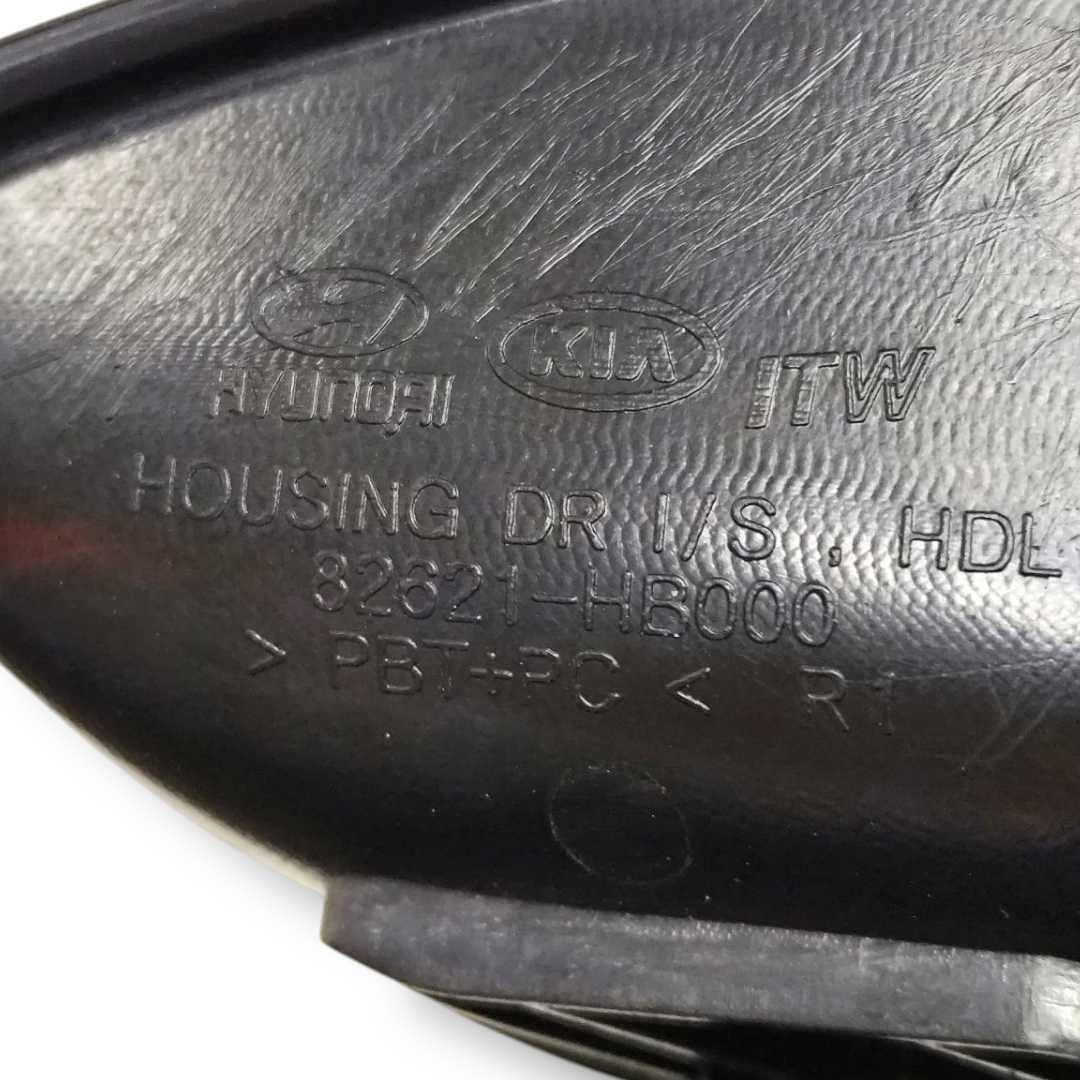 HYUNDAI KIA ITW
HOUSING DR I/S , HDL
82621-HB000
> PBT+PC < R1